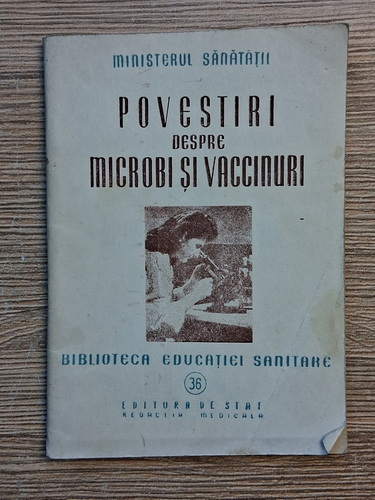 MINISTERUL SĂNĂTĂȚII
POVESTIRI
DESPRE
MICROBI ȘI VACCINURI
BIBLIOTECA EDUCAȚIEI SANITARE
36
EDITURA DE STAT
REDACȚIA MEDICALĂ